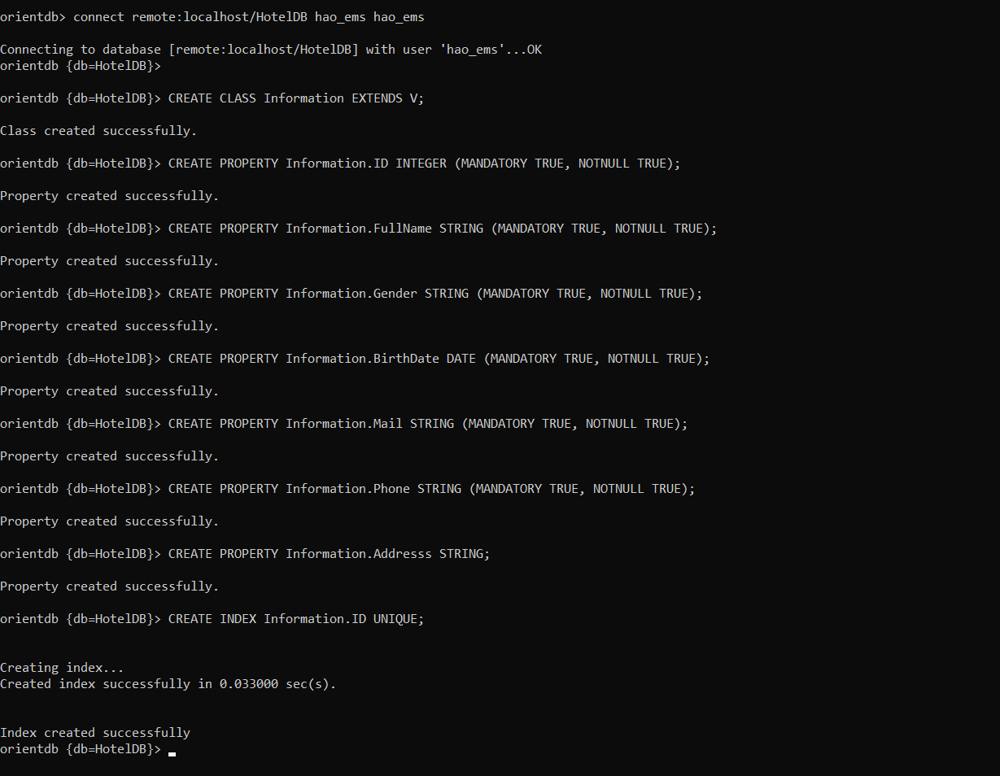 orientdb> connect remote:localhost/HotelDB hao_ems hao_ems
Connecting to database [remote:localhost/HotelDB] with user 'hao_ems'...OK
orientdb {db=HotelDB}>
orientdb {db=HotelDB}> CREATE CLASS Information EXTENDS V;
Class created successfully.
orientdb {db=HotelDB}> CREATE PROPERTY Information.ID INTEGER (MANDATORY TRUE, NOTNULL TRUE);
Property created successfully.
orientdb {db=HotelDB}> CREATE PROPERTY Information.FullName STRING (MANDATORY TRUE, NOTNULL TRUE);
Property created successfully.
orientdb {db=HotelDB}> CREATE PROPERTY Information.Gender STRING (MANDATORY TRUE, NOTNULL TRUE);
Property created successfully.
orientdb {db=HotelDB}> CREATE PROPERTY Information.BirthDate DATE (MANDATORY TRUE, NOTNULL TRUE);
Property created successfully.
orientdb {db=HotelDB}> CREATE PROPERTY Information.Mail STRING (MANDATORY TRUE, NOTNULL TRUE);
Property created successfully.
orientdb {db=HotelDB}> CREATE PROPERTY Information.Phone STRING (MANDATORY TRUE, NOTNULL TRUE);
Property created successfully.
orientdb {db=HotelDB}> CREATE PROPERTY Information.Addresss STRING;
Property created successfully.
orientdb {db=HotelDB}> CREATE INDEX Information.ID UNIQUE;
Creating index...
Created index successfully in 0.033000 sec(s).
Index created successfully
orientdb {db=HotelDB}>